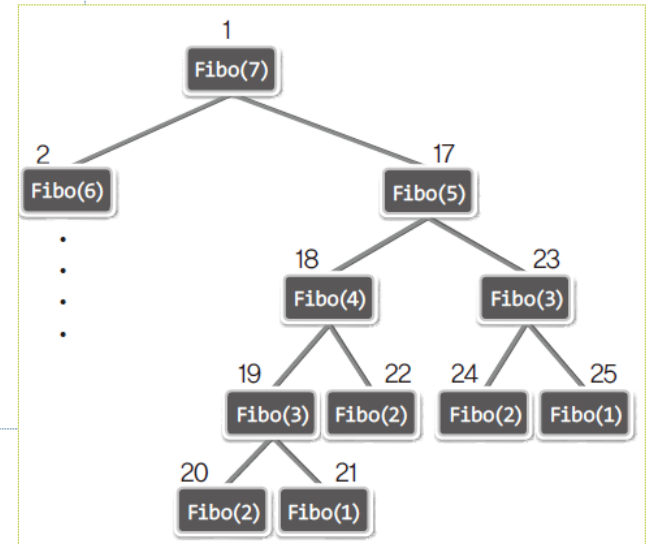 1
Fibo(7)
2 17
Fibo(6) Fibo(5)
18 23
Fibo(4) Fibo(3)
19 22 24 25
Fibo(3) Fibo(2) Fibo(2) Fibo(1)
20 21
Fibo(2) Fibo(1)